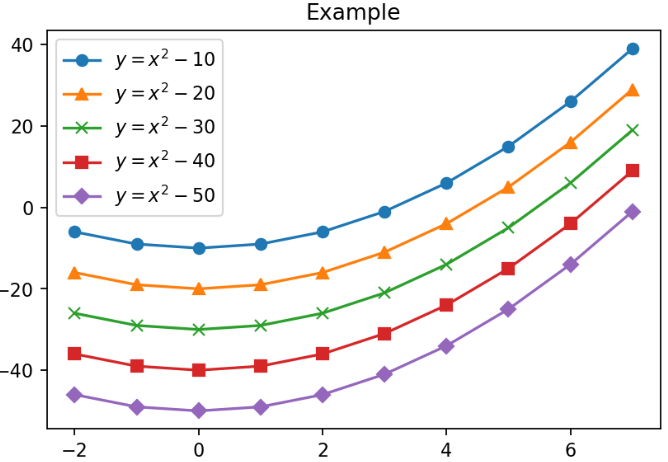 Example
40
20
0
−20
−40
y = x² − 10
y = x² − 20
y = x² − 30
y = x² − 40
y = x² − 50
−2
0
2
4
6